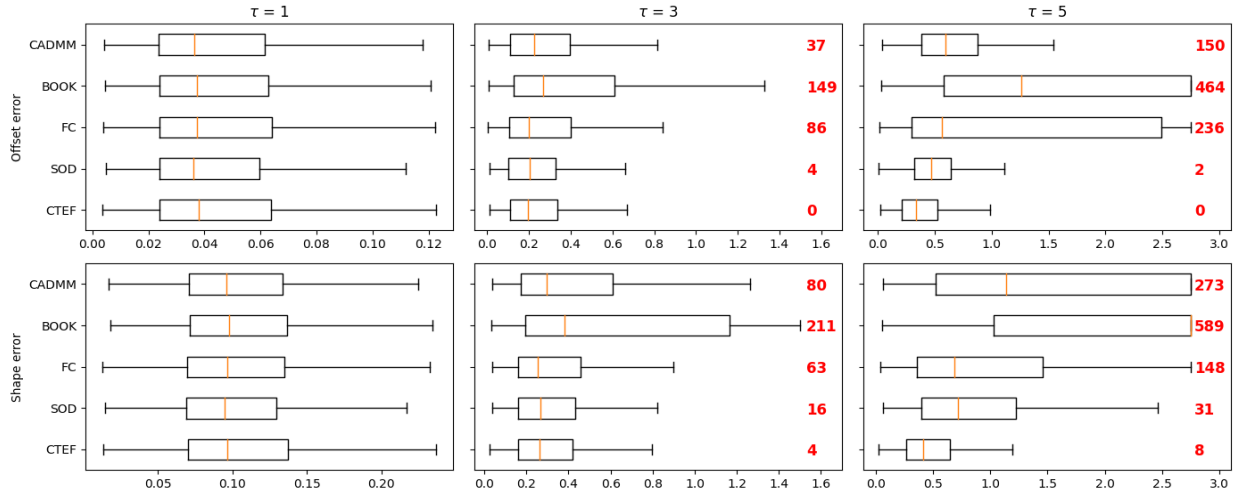 τ = 1
τ = 3
τ = 5
Offset error
CADMM
BOOK
FC
SOD
CTEF
37
149
86
4
0
150
464
236
2
0
0.00 0.02 0.04 0.06 0.08 0.10 0.12
0.0 0.2 0.4 0.6 0.8 1.0 1.2 1.4 1.6
0.0 0.5 1.0 1.5 2.0 2.5 3.0
Shape error
CADMM
BOOK
FC
SOD
CTEF
80
211
63
16
4
273
589
148
31
8
0.05 0.10 0.15 0.20
0.0 0.2 0.4 0.6 0.8 1.0 1.2 1.4 1.6
0.0 0.5 1.0 1.5 2.0 2.5 3.0